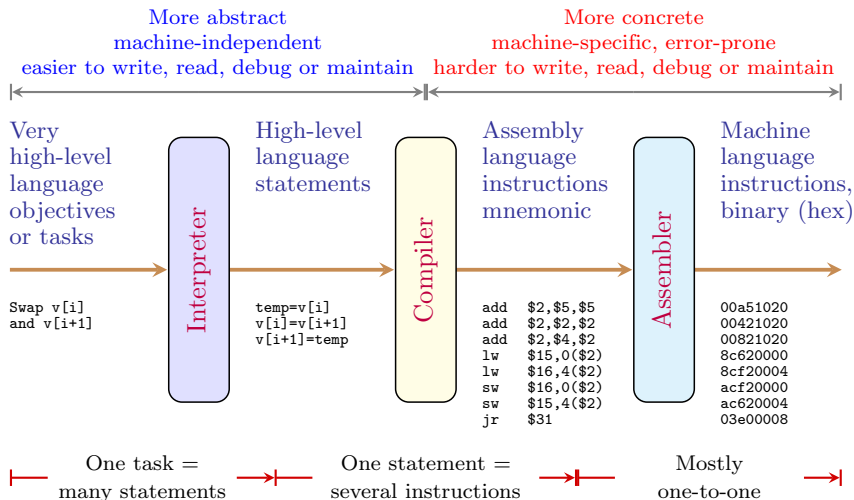 More abstract
machine-independent
easier to write, read, debug or maintain
More concrete
machine-specific, error-prone
harder to write, read, debug or maintain
Very
high-level
language
objectives
or tasks
Interpreter
High-level
language
statements
Compiler
Assembly
language
instructions
mnemonic
Assembler
Machine
language
instructions,
binary (hex)
Swap v[i]
and v[i+1]
temp=v[i]
v[i]=v[i+1]
v[i+1]=temp
add $2,$5,$5
add $2,$2,$2
add $2,$4,$2
lw $15,0($2)
lw $16,4($2)
sw $16,0($2)
sw $15,4($2)
jr $31
00a51020
00421020
00821020
8c620000
8cf20004
acf20000
ac620004
03e00008
One task =
many statements
One statement =
several instructions
Mostly
one-to-one